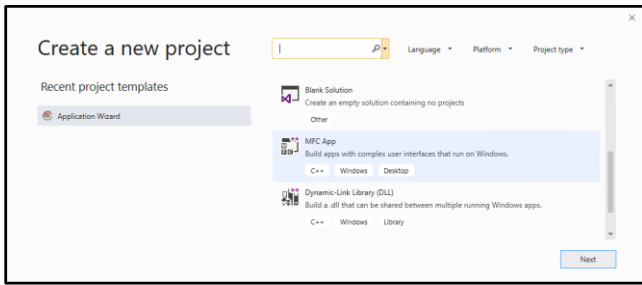 Create a new project
Language
Platform
Project type
Recent project templates
Application Wizard
Blank Solution
Create an empty solution containing no projects
Other
MFC App
Build apps with complex user interfaces that run on Windows.
C++ Windows Desktop
Dynamic-Link Library (DLL)
Build a .dll that can be shared between multiple running Windows apps.
C++ Windows Library
Next